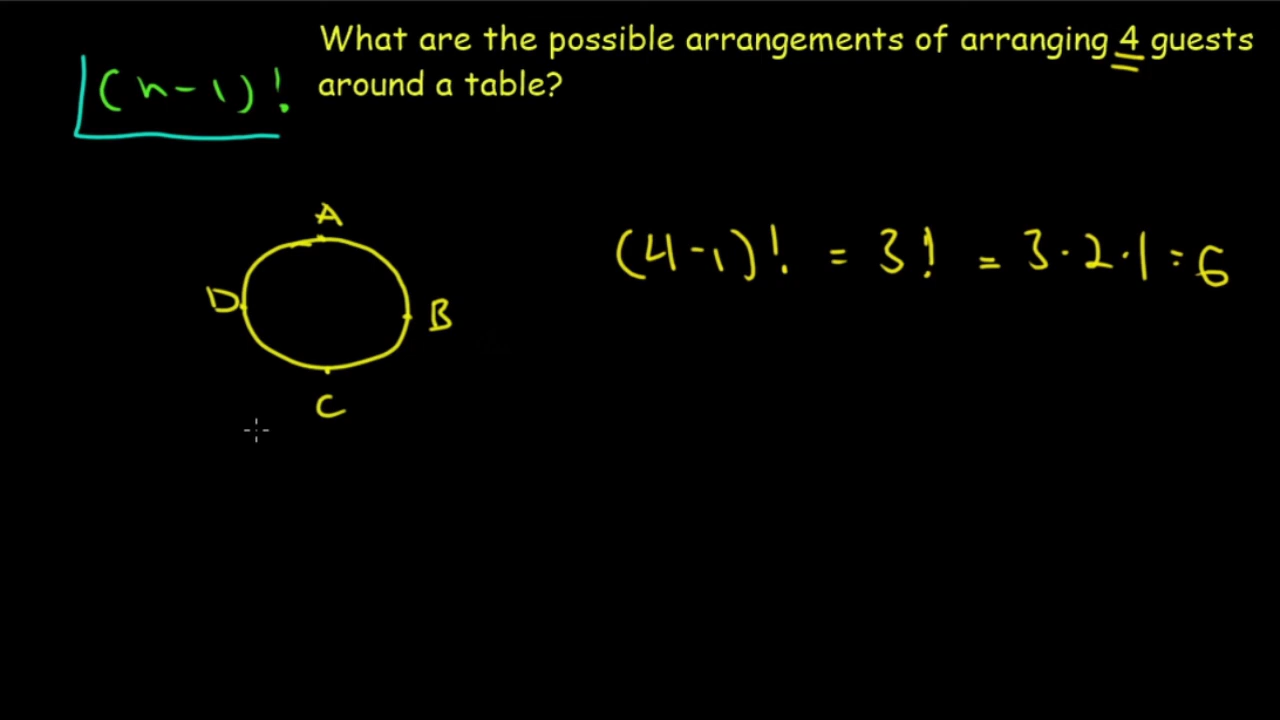 What are the possible arrangements of arranging 4 guests
around a table?
(n-1)!
A
(4-1)! = 3! = 3·2·1 = 6
D
B
C